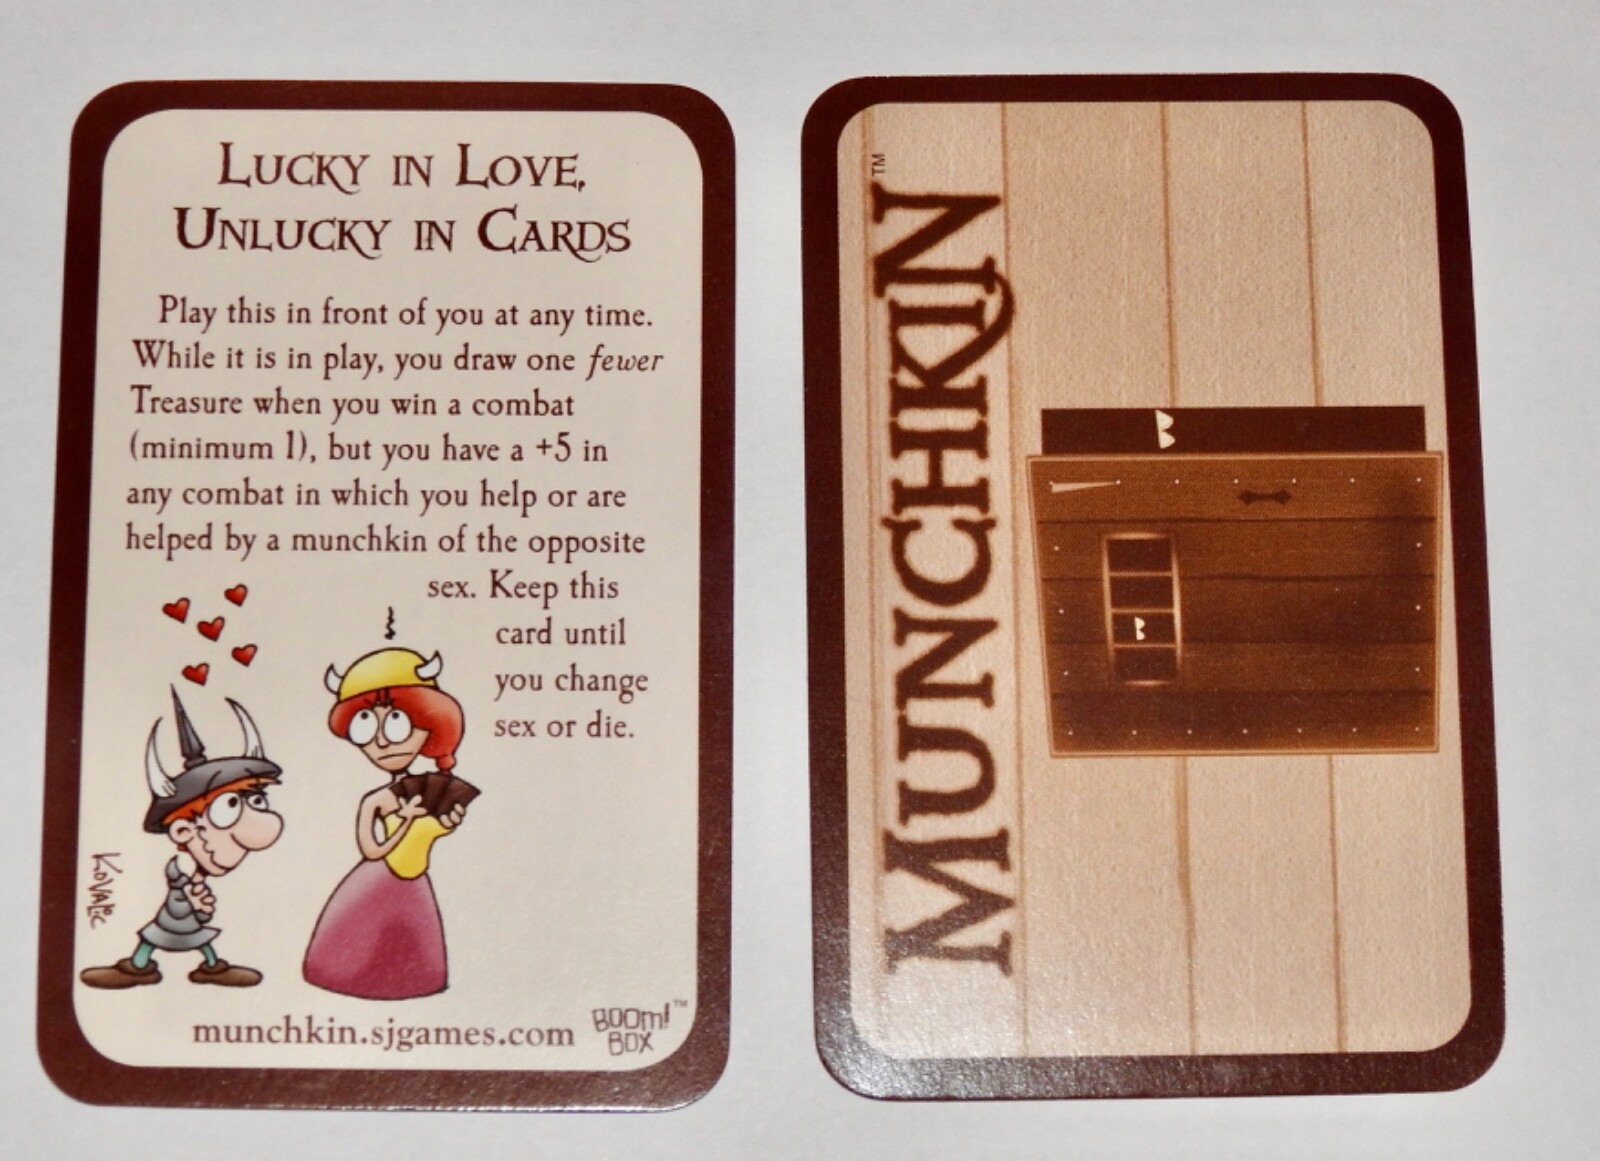 LUCKY IN LOVE,
UNLUCKY IN CARDS
Play this in front of you at any time.
While it is in play, you draw one fewer
Treasure when you win a combat
(minimum 1), but you have a +5 in
any combat in which you help or are
helped by a munchkin of the opposite
sex. Keep this
card until
you change
sex or die.
KOVALIC
munchkin.sjgames.com
BOOM!™
BOX
MUNCHKIN™